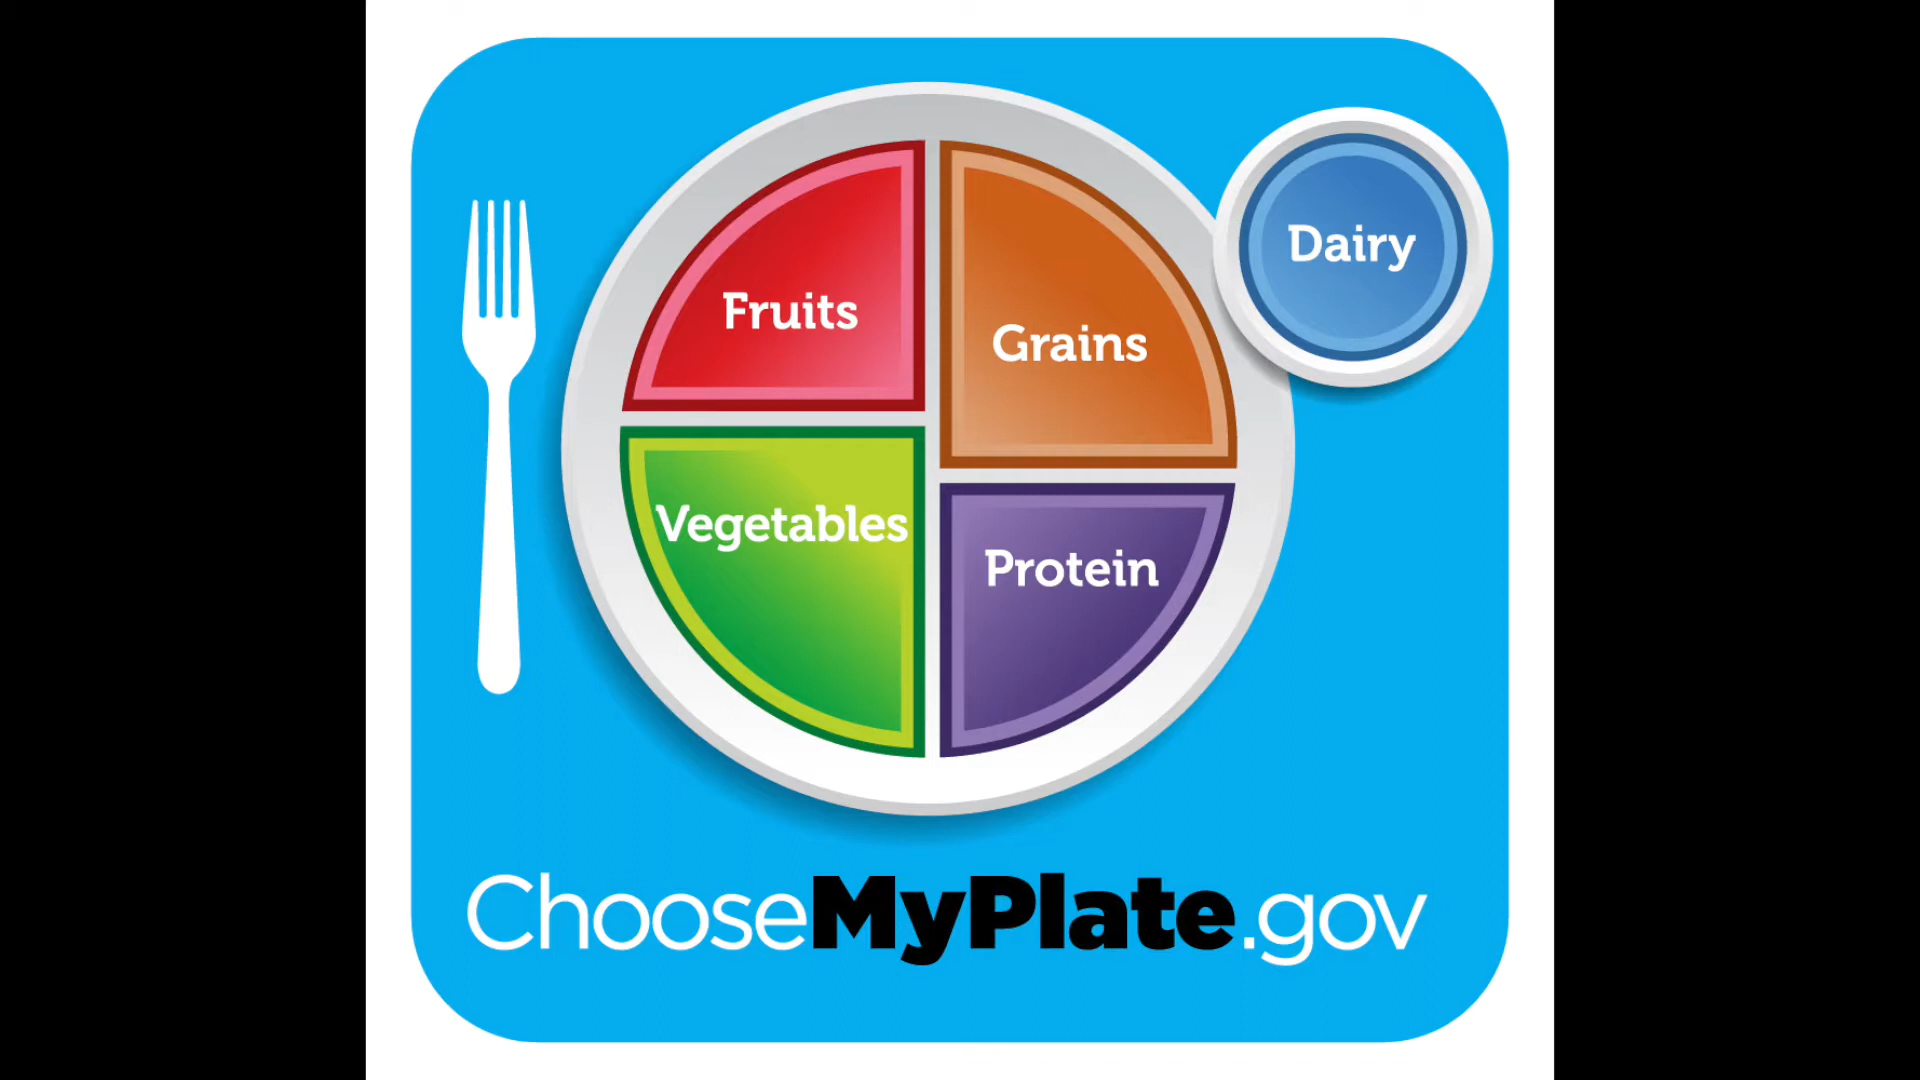 Fruits
Grains
Dairy
Vegetables
Protein
ChooseMyPlate.gov